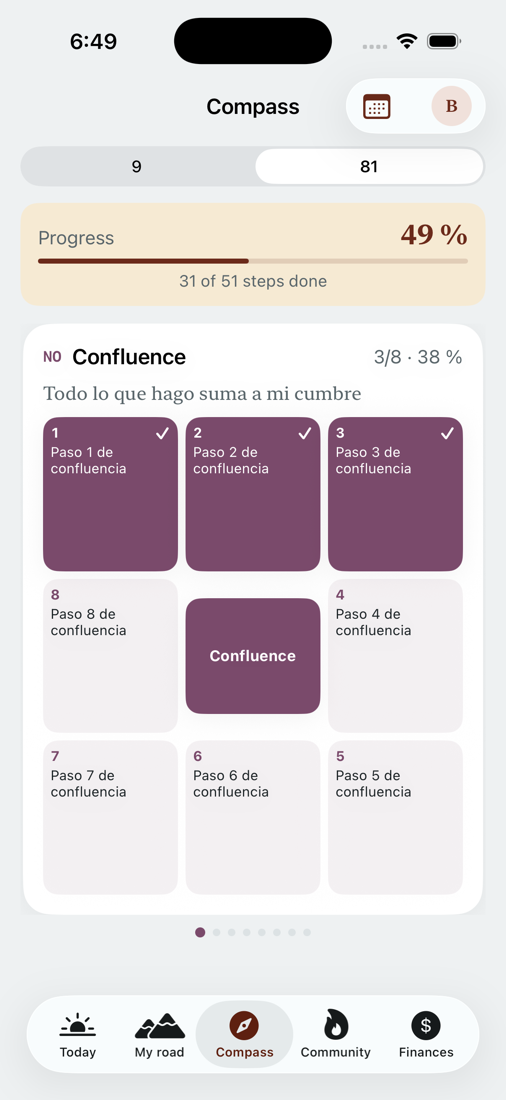 6:49
Compass
B
9
81
Progress
49 %
31 of 51 steps done
NO Confluence
3/8 · 38 %
Todo lo que hago suma a mi cumbre
1
Paso 1 de
confluencia
2
Paso 2 de
confluencia
3
Paso 3 de
confluencia
8
Paso 8 de
confluencia
Confluence
4
Paso 4 de
confluencia
7
Paso 7 de
confluencia
6
Paso 6 de
confluencia
5
Paso 5 de
confluencia
Today
My road
Compass
Community
$
Finances